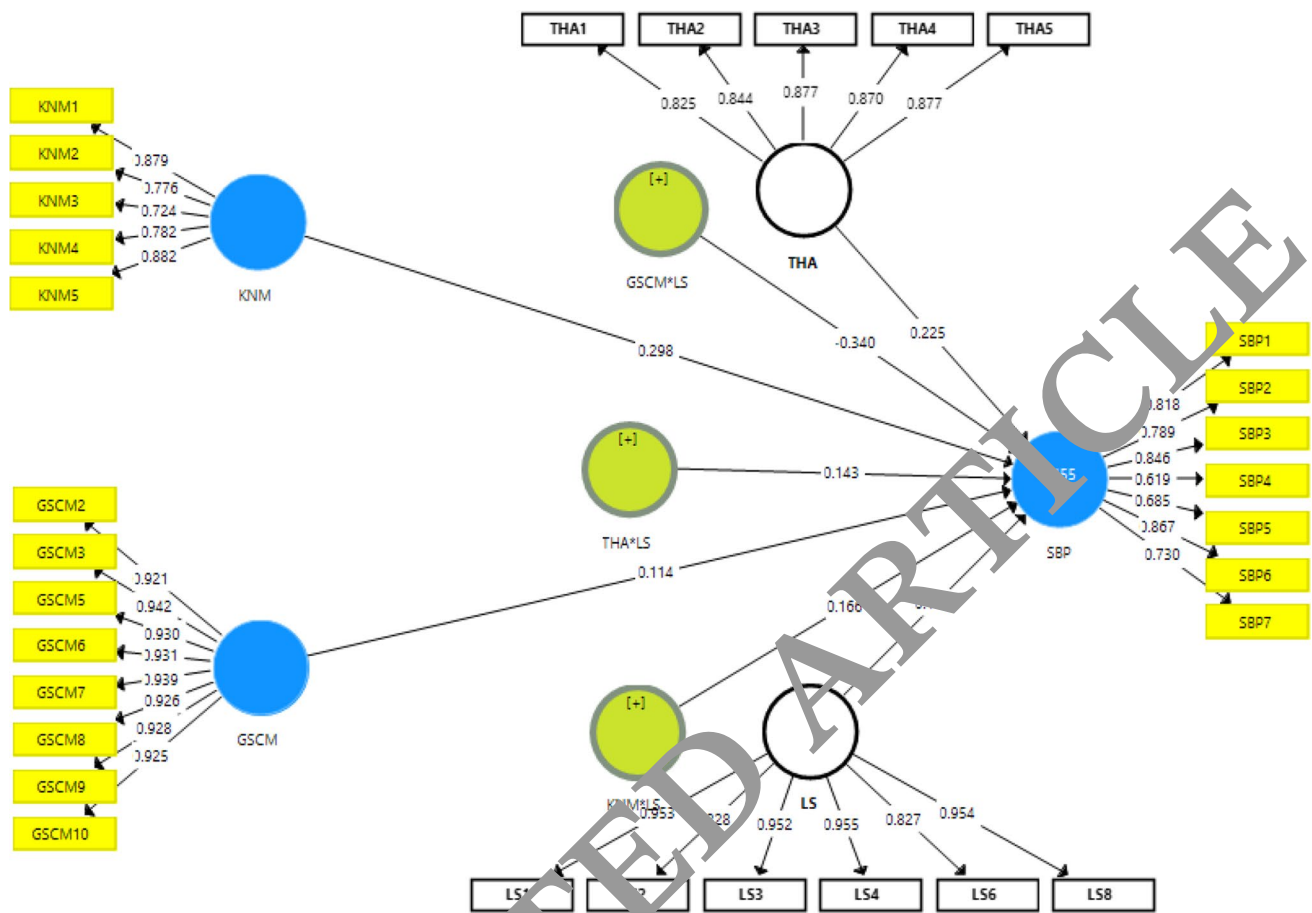 THA1 THA2 THA3 THA4 THA5
0.825 0.844 0.877 0.870 0.877
THA
KNM1
KNM2
KNM3
KNM4
KNM5
0.776
0.724
0.782
0.882
KNM
[+]
GSCM*LS
0.298
-0.340
0.225
[+]
THA*LS
0.143
GSCM2
GSCM3
GSCM5
GSCM6
GSCM7
GSCM8
GSCM9
GSCM10
0.921
0.942
0.930
0.931
0.939
0.926
0.928
0.925
GSCM
0.114
SBP
SBP1
SBP2
SBP3
SBP4
SBP5
SBP6
SBP7
0.789
0.846
0.619
0.685
0.867
0.730
0.166
[+]
KNM*LS
LS
0.953 0.952 0.955 0.827 0.954
LS1 LS3 LS4 LS6 LS8
ARTICLE